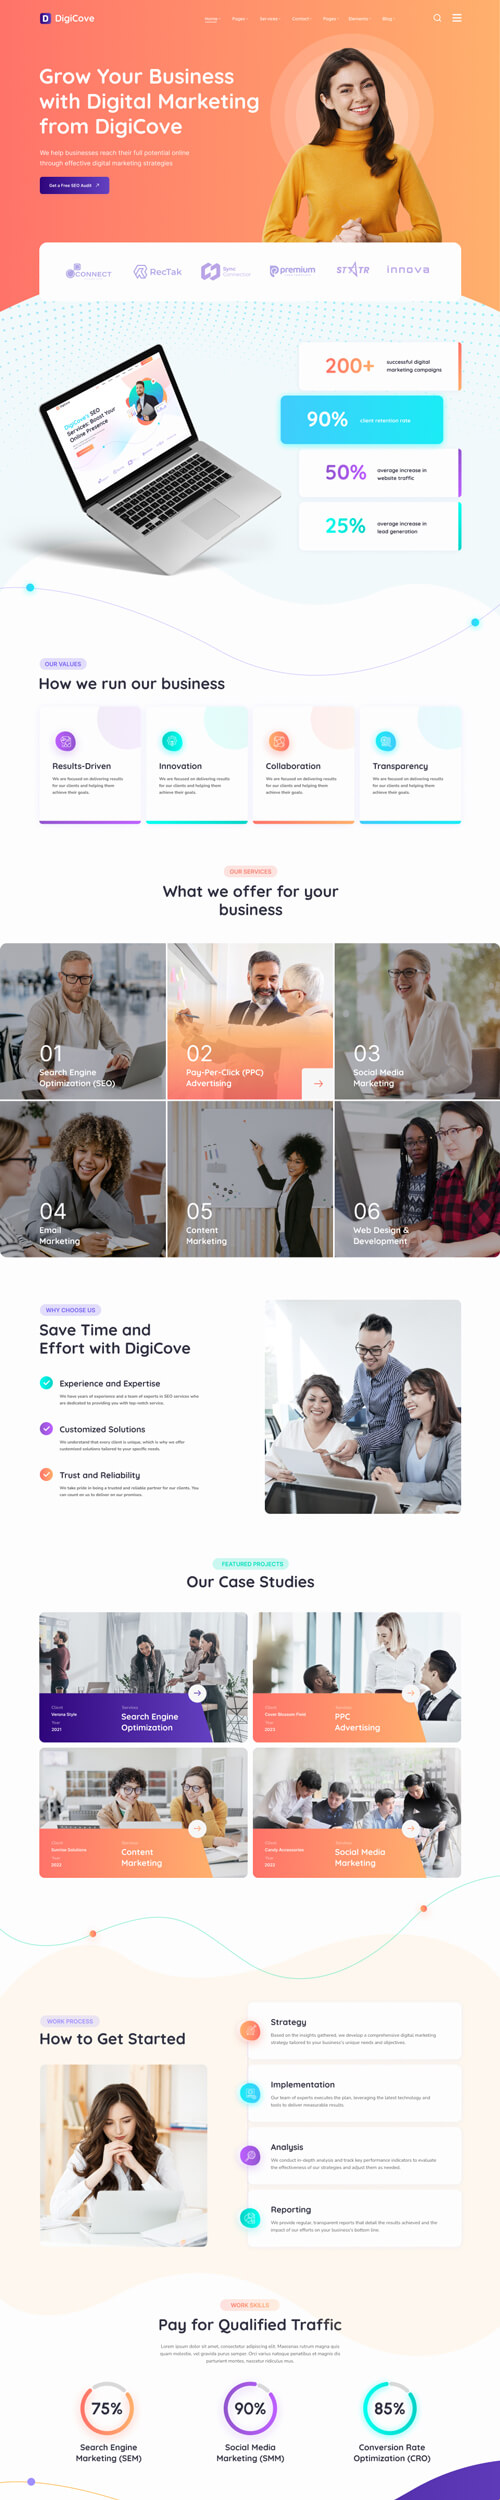 DigiCove
Home Pages Services Contact Pages Elements Blog
Grow Your Business
with Digital Marketing
from DigiCove
We help businesses reach their full potential online
through effective digital marketing strategies
Get a Free SEO Audit
CONNECT
RecTak
Sync
Connector
premium
innova
DigiCove's SEO
Services: Boost Your
Online Presence
200+
successful digital
marketing campaigns
90%
client retention rate
50%
average increase in
website traffic
25%
average increase in
lead generation
OUR VALUES
How we run our business
Results-Driven
We are focused on delivering results
for our clients and helping them
achieve their goals.
Innovation
We are focused on delivering results
for our clients and helping them
achieve their goals.
Collaboration
We are focused on delivering results
for our clients and helping them
achieve their goals.
Transparency
We are focused on delivering results
for our clients and helping them
achieve their goals.
OUR SERVICES
What we offer for your
business
01
Search Engine
Optimization (SEO)
02
Pay-Per-Click (PPC)
Advertising
03
Social Media
Marketing
04
Email
Marketing
05
Content
Marketing
06
Web Design &
Development
WHY CHOOSE US
Save Time and
Effort with DigiCove
Experience and Expertise
We have years of experience and a team of experts in SEO services who
are dedicated to providing you with top-notch service.
Customized Solutions
We understand that every client is unique, which is why we offer
customized solutions tailored to your specific needs.
Trust and Reliability
We take pride in being a trusted and reliable partner for our clients. You
can count on us to deliver on our promises.
FEATURED PROJECTS
Our Case Studies
Client
Verona Style
Year
2021
Services
Search Engine
Optimization
Client
Year
2022
Services
PPC
Advertising
Client
Sunrise Solutions
Year
2022
Services
Content
Marketing
Client
Candy Accessories
Year
2022
Services
Social Media
Marketing
WORK PROCESS
How to Get Started
Strategy
Based on the insights gathered, we develop a comprehensive digital marketing
strategy tailored to your business's unique needs and objectives.
Implementation
Our team of experts executes the plan, leveraging the latest technology and
tools to deliver measurable results.
Analysis
We conduct in-depth analysis and track key performance indicators to evaluate
the effectiveness of our strategies and adjust them as needed.
Reporting
We provide regular, transparent reports that detail the results achieved and the
impact of our efforts on your business's bottom line.
WORK SKILLS
Pay for Qualified Traffic
Lorem ipsum dolor sit amet, consectetur adipiscing elit. Maecenas rutrum magna quis
quam molestie, vel gravida purus semper. Orci varius natoque penatibus et magnis dis
parturient montes, nascetur ridiculus mus.
75%
Search Engine
Marketing (SEM)
90%
Social Media
Marketing (SMM)
85%
Conversion Rate
Optimization (CRO)